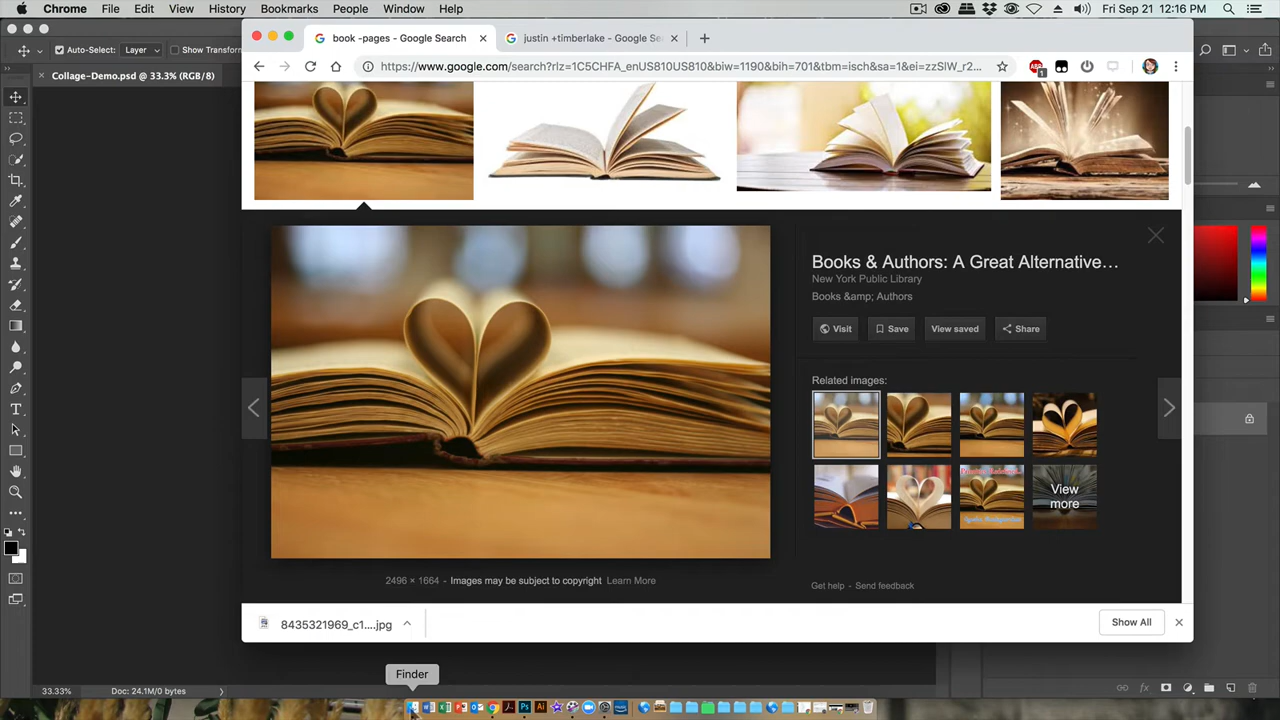 Chrome File Edit View History Bookmarks People Window Help
Fri Sep 21 12:16 PM
Auto-Select: Layer Show Transform
Collage-Demo.psd @ 33.3% (RGB/8)
book -pages - Google Search
justin +timberlake - Google Se
https://www.google.com/search?rlz=1C5CHFA_enUS810US810&biw=1190&bih=701&tbm=isch&sa=1&ei=zzSlW_r2...
1
Books & Authors: A Great Alternative...
New York Public Library
Books &amp; Authors
Visit Save View saved Share
Related images:
View more
2496 × 1664 - Images may be subject to copyright Learn More
Get help - Send feedback
8435321969_c1....jpg
Show All
Finder
33.33% Doc: 24.1M/0 bytes